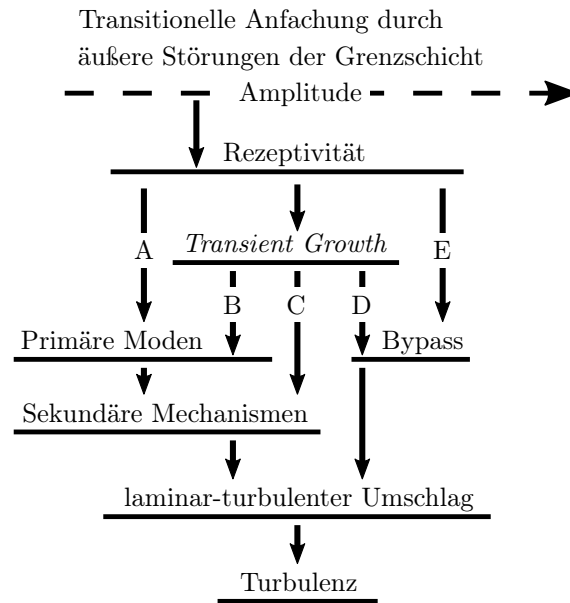 Transitionelle Anfachung durch
äußere Störungen der Grenzschicht
Amplitude
Rezeptivität
Transient Growth
A
E
B
C
D
Primäre Moden
Bypass
Sekundäre Mechanismen
laminar-turbulenter Umschlag
Turbulenz